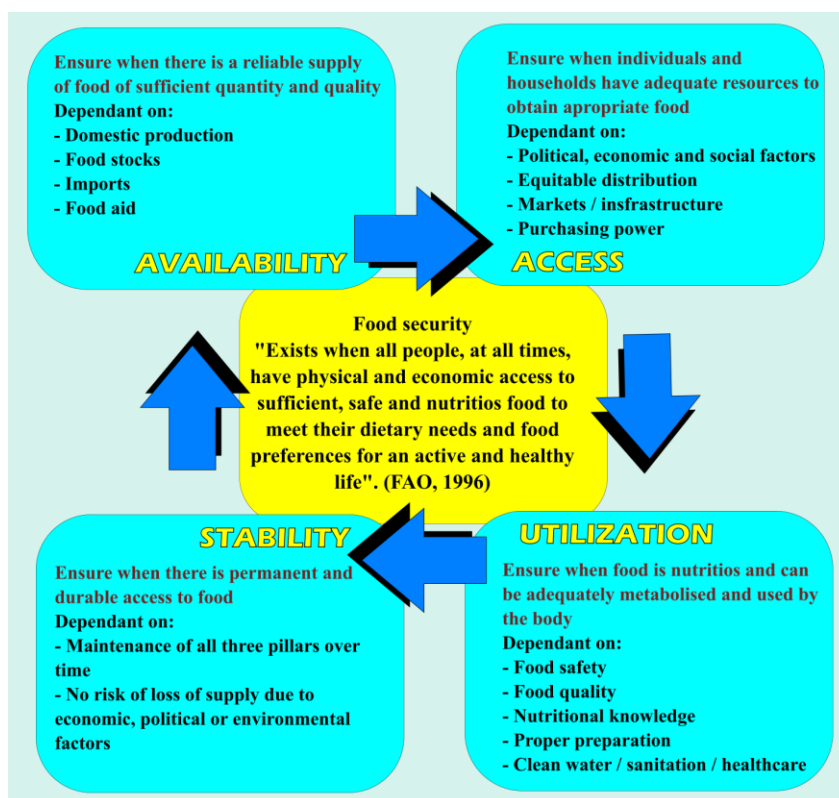 Ensure when there is a reliable supply
of food of sufficient quantity and quality
Dependant on:
- Domestic production
- Food stocks
- Imports
- Food aid
AVAILABILITY
Ensure when individuals and
households have adequate resources to
obtain apropriate food
Dependant on:
- Political, economic and social factors
- Equitable distribution
- Markets / insfrastructure
- Purchasing power
ACCESS
Food security
"Exists when all people, at all times,
have physical and economic access to
sufficient, safe and nutritios food to
meet their dietary needs and food
preferences for an active and healthy
life". (FAO, 1996)
STABILITY
Ensure when there is permanent and
durable access to food
Dependant on:
- Maintenance of all three pillars over
time
- No risk of loss of supply due to
economic, political or environmental
factors
UTILIZATION
Ensure when food is nutritios and can
be adequately metabolised and used by
the body
Dependant on:
- Food safety
- Food quality
- Nutritional knowledge
- Proper preparation
- Clean water / sanitation / healthcare